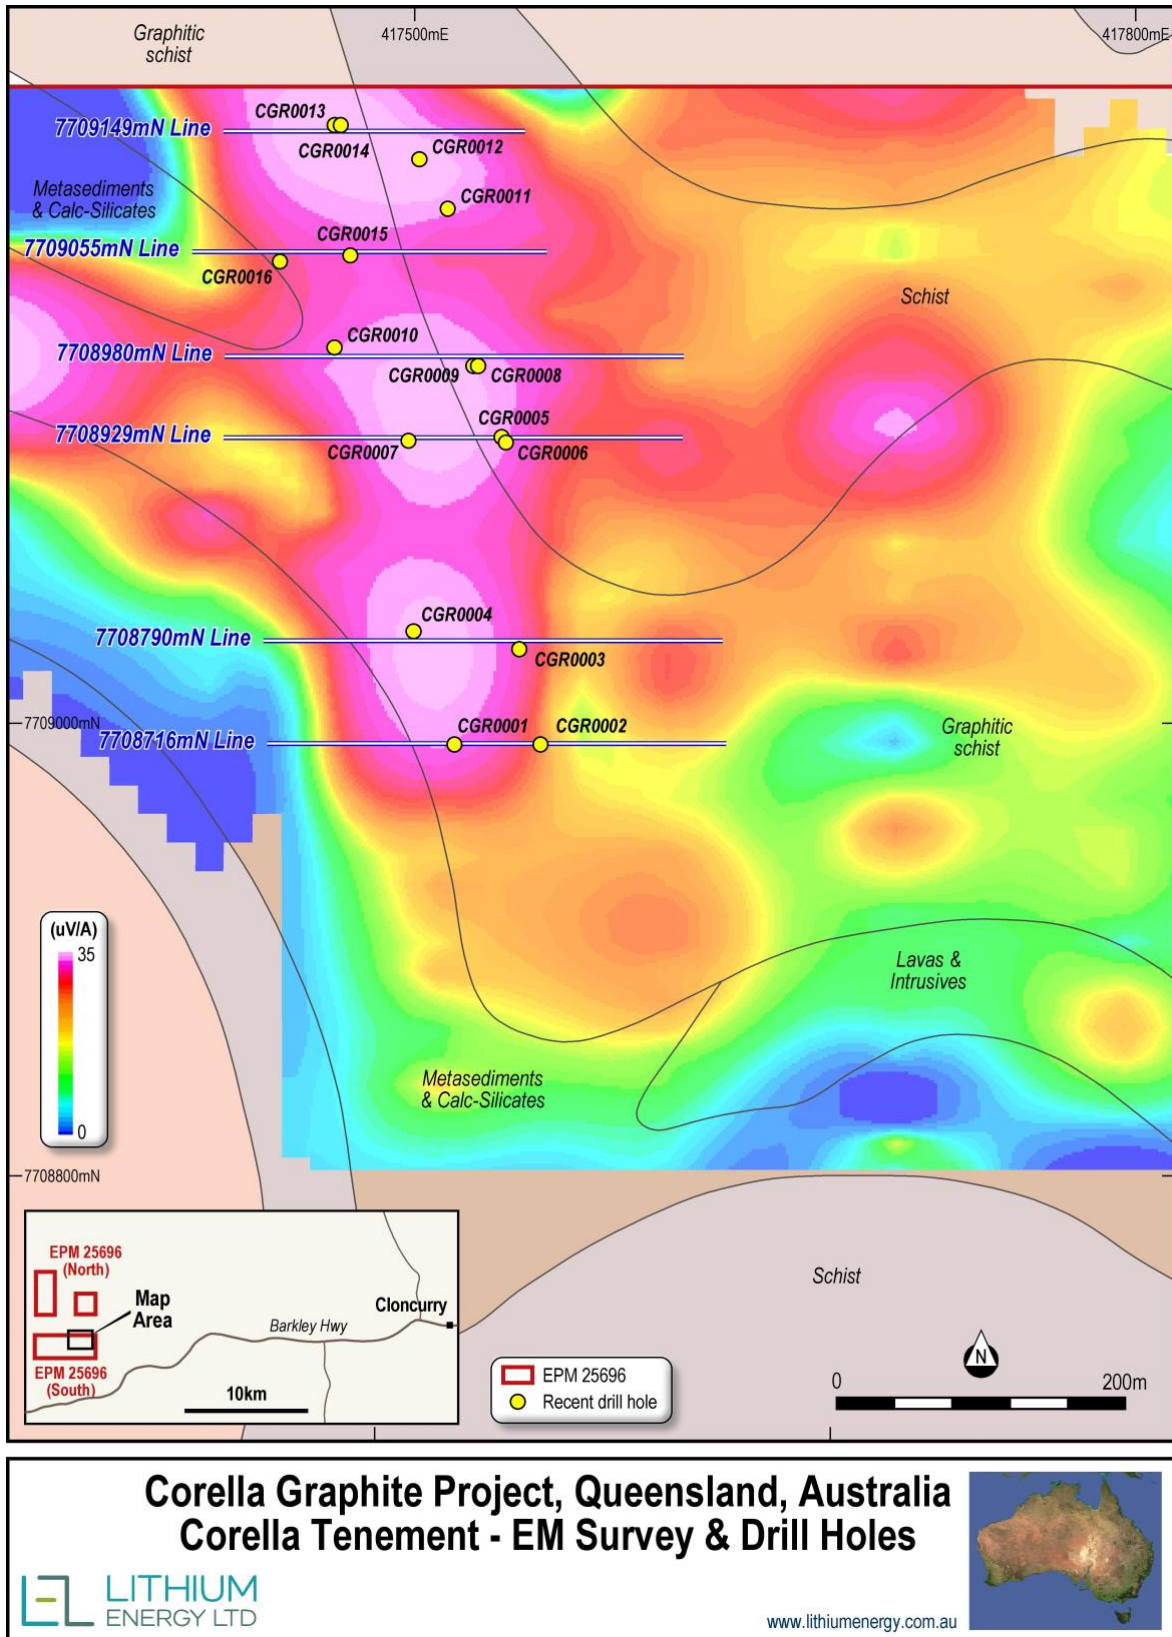 Graphitic
schist
417500mE
417800mE
CGR0013
7709149mN Line
CGR0014
CGR0012
Metasediments
& Calc-Silicates
CGR0011
CGR0015
7709055mN Line
CGR0016
Schist
CGR0010
7708980mN Line
CGR0009
CGR0008
CGR0005
7708929mN Line
CGR0007
CGR0006
CGR0004
7708790mN Line
CGR0003
7709000mN
CGR0001
CGR0002
7708716mN Line
Graphitic
schist
(uV/A)
35
0
Lavas &
Intrusives
Metasediments
& Calc-Silicates
7708800mN
EPM 25696
(North)
Map
Area
Cloncurry
Barkley Hwy
EPM 25696
(South)
10km
Schist
EPM 25696
Recent drill hole
N
0
200m
Corella Graphite Project, Queensland, Australia
Corella Tenement - EM Survey & Drill Holes
LEL
LITHIUM
ENERGY LTD
www.lithiumenergy.com.au